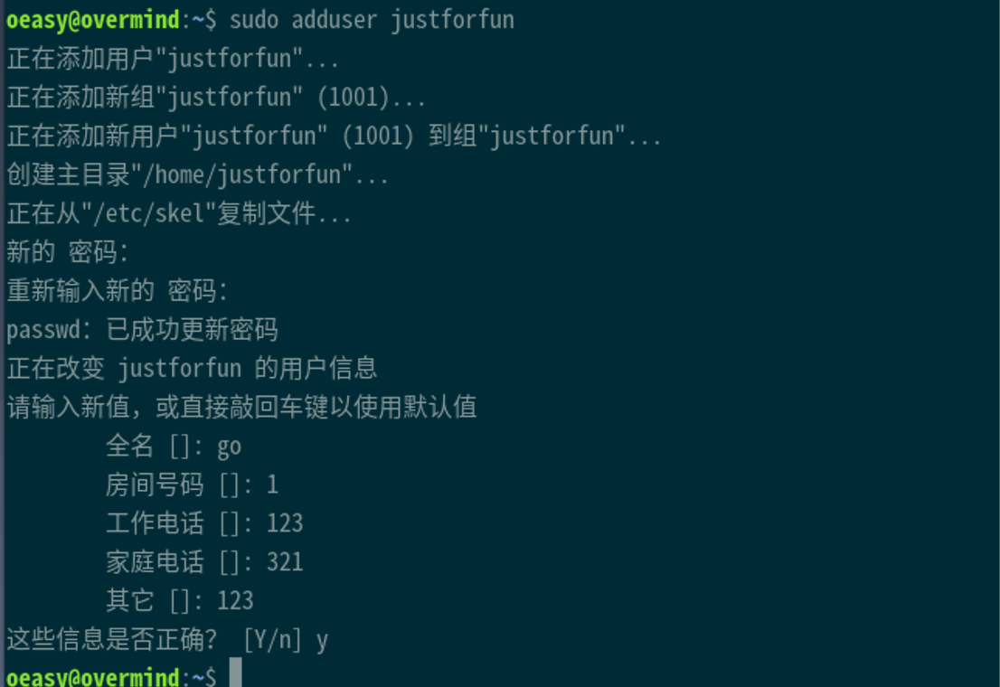 oeasy@overmind:~$ sudo adduser justforfun
正在添加用户"justforfun"...
正在添加新组"justforfun" (1001)...
正在添加新用户"justforfun" (1001) 到组"justforfun"...
创建主目录"/home/justforfun"...
正在从"/etc/skel"复制文件...
新的 密码：
重新输入新的 密码：
passwd：已成功更新密码
正在改变 justforfun 的用户信息
请输入新值，或直接敲回车键以使用默认值
全名 []: go
房间号码 []: 1
工作电话 []: 123
家庭电话 []: 321
其它 []: 123
这些信息是否正确？ [Y/n] y
oeasy@overmind:~$